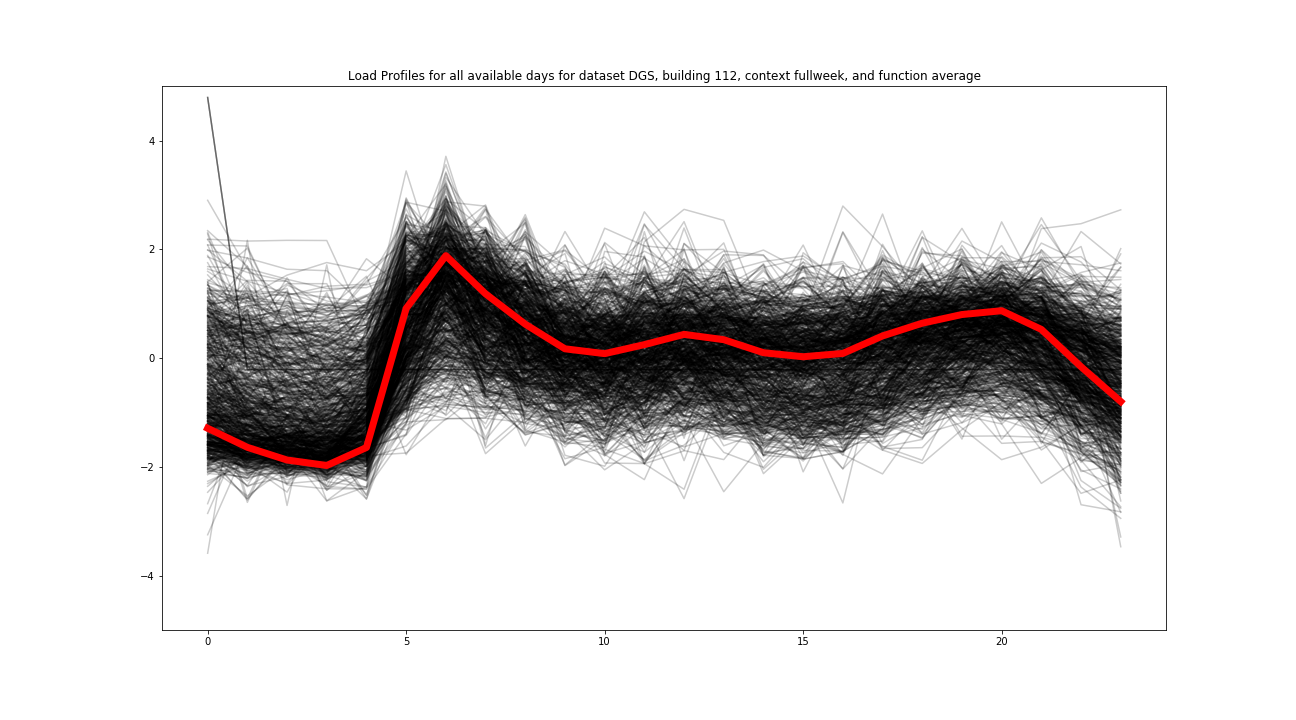 Load Profiles for all available days for dataset DGS, building 112, context fullweek, and function average
4
2
0
−2
−4
0 5 10 15 20